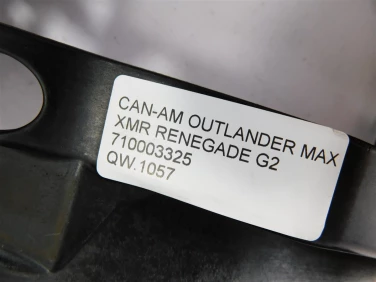 CAN-AM OUTLANDER MAX
XMR RENEGADE G2
710003325
QW.1057